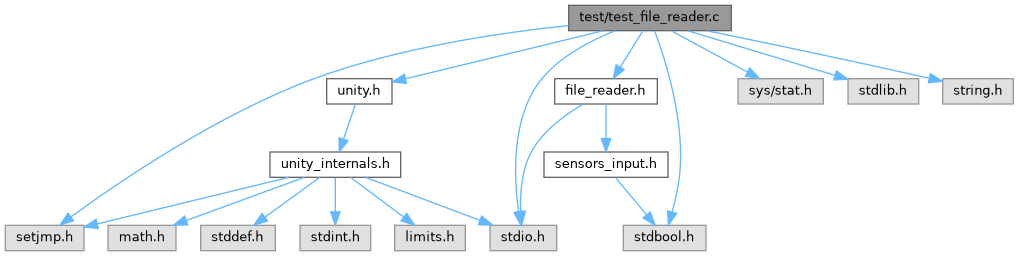 test/test_file_reader.c
unity.h
file_reader.h
sys/stat.h
stdlib.h
string.h
unity_internals.h
sensors_input.h
setjmp.h
math.h
stddef.h
stdint.h
limits.h
stdio.h
stdbool.h